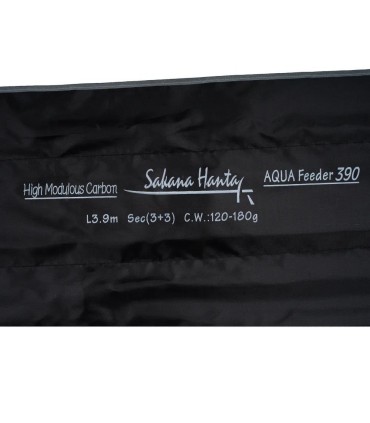 High Modulous Carbon Sakana Hanta AQUA Feeder 390
L3.9m Sec(3+3) C.W.:120-180g